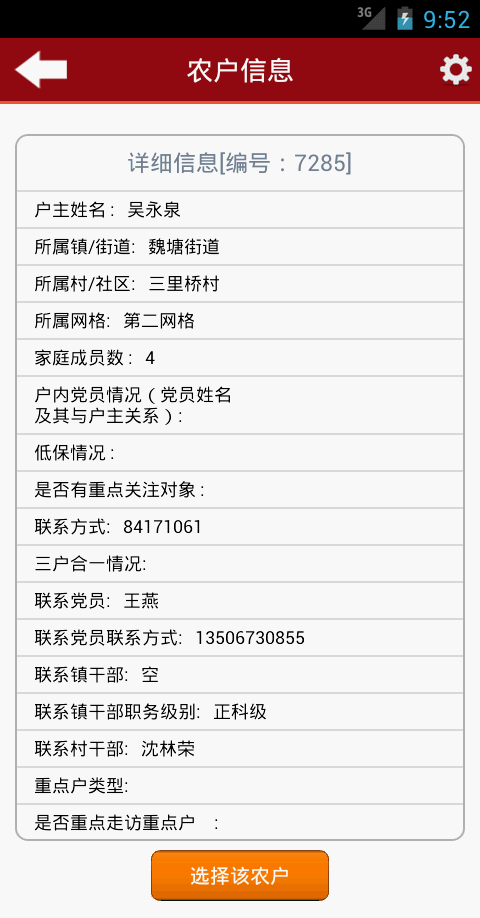 3G 9:52
农户信息
详细信息[编号：7285]
户主姓名： 吴永泉
所属镇/街道: 魏塘街道
所属村/社区: 三里桥村
所属网格: 第二网格
家庭成员数： 4
户内党员情况（党员姓名
及其与户主关系）：
低保情况：
是否有重点关注对象：
联系方式: 84171061
三户合一情况:
联系党员: 王燕
联系党员联系方式: 13506730855
联系镇干部: 空
联系镇干部职务级别: 正科级
联系村干部: 沈林荣
重点户类型:
是否重点走访重点户 ：
选择该农户